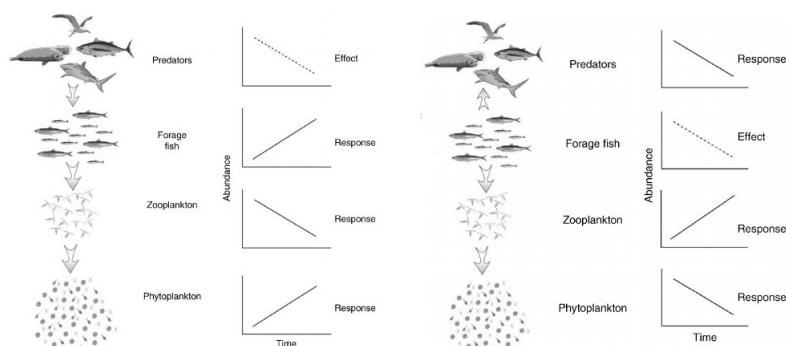 Predators
Effect
Forage
fish
Response
Abundance
Zooplankton
Response
Phytoplankton
Response
Time
Predators
Response
Forage fish
Effect
Abundance
Zooplankton
Response
Phytoplankton
Response
Time